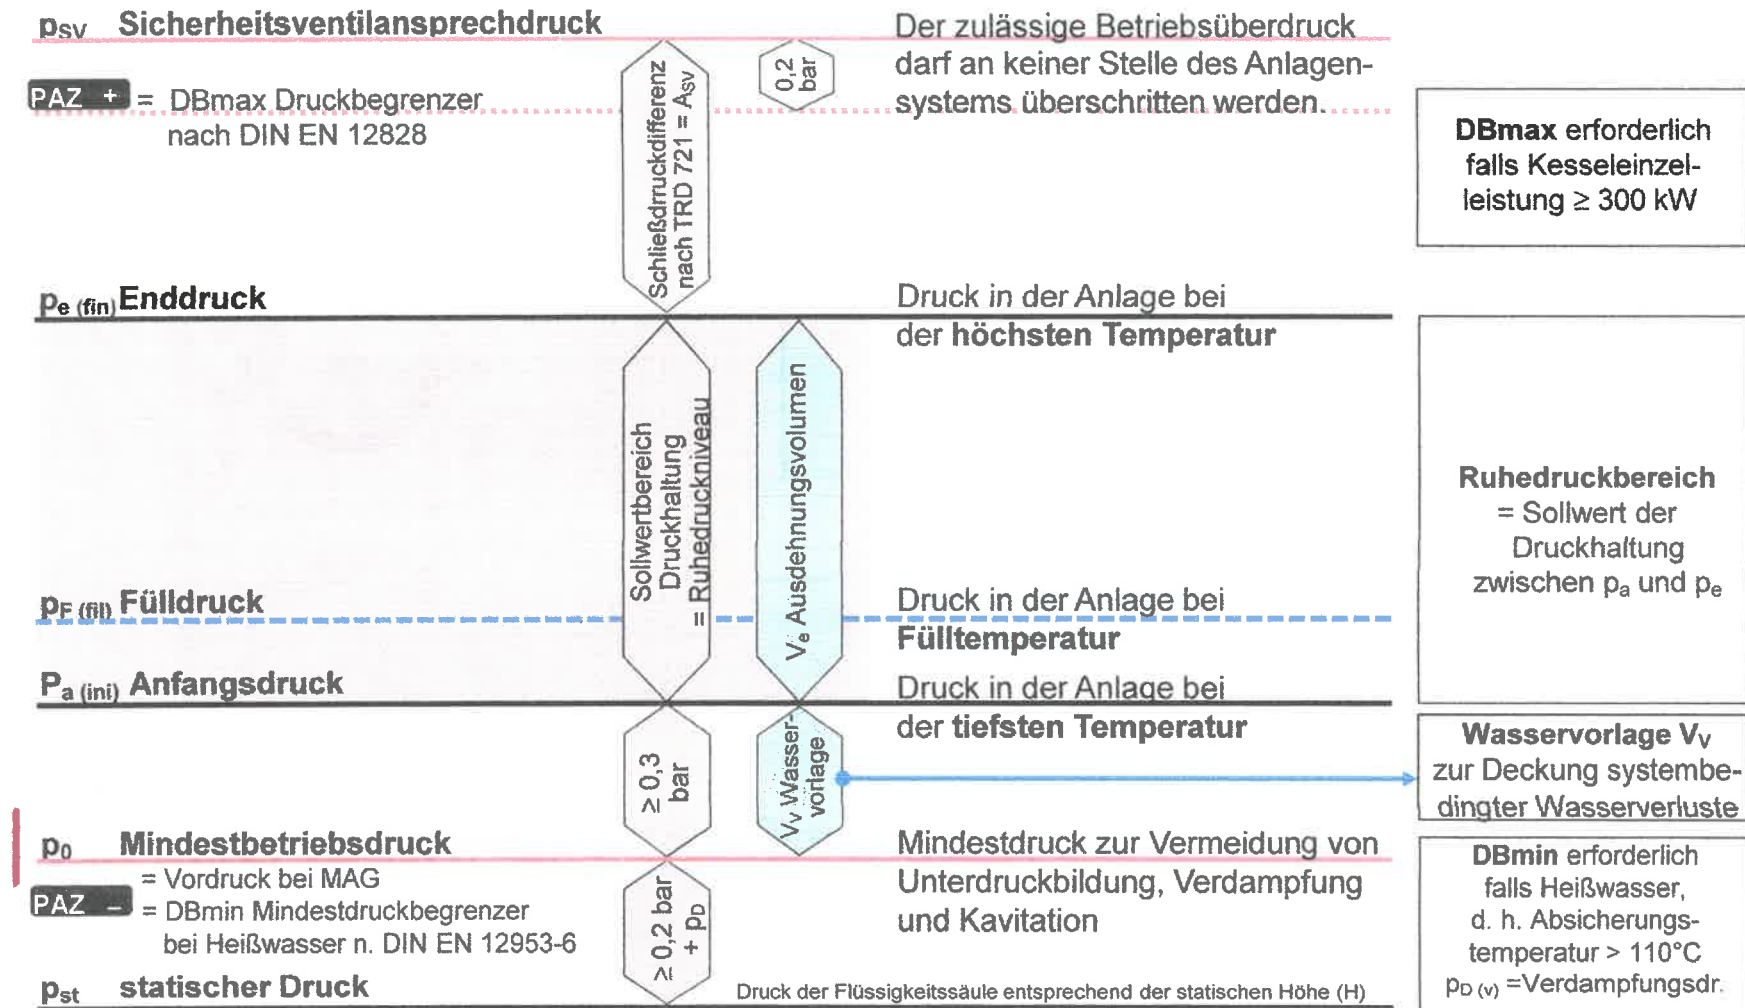 pSV Sicherheitsventilansprechdruck
PAZ + = DBmax Druckbegrenzer
nach DIN EN 12828
Schließdrruckdifferenz
nach TRD 721 = ASV
0,2
bar
Der zulässige Betriebsüberdruck
darf an keiner Stelle des Anlagen-
systems überschritten werden.
DBmax erforderlich
falls Kesseleinzel-
leistung ≥ 300 kW
pe (fin) Enddruck
Druck in der Anlage bei
der höchsten Temperatur
Sollwertbereich
Druckhaltung
= Ruhedruckniveau
Ve Ausdehnungsvolumen
Ruhedruckbereich
= Sollwert der
Druckhaltung
zwischen pa und pe
pF (fil) Fülldruck
Druck in der Anlage bei
Fülltemperatur
Pa (ini) Anfangsdruck
Druck in der Anlage bei
der tiefsten Temperatur
≥ 0,3
bar
VV Wasser-
vorlage
Wasservorlage VV
zur Deckung systembe-
dingter Wasserverluste
p0 Mindestbetriebsdruck
= Vordruck bei MAG
PAZ – = DBmin Mindestdruckbegrenzer
bei Heißwasser n. DIN EN 12953-6
≥ 0,2 bar
+ pD
Mindestdruck zur Vermeidung von
Unterdruckbildung, Verdampfung
und Kavitation
DBmin erforderlich
falls Heißwasser,
d. h. Absicherungs-
temperatur > 110°C
pD (v) =Verdampfungsdr.
pst statischer Druck
Druck der Flüssigkeitssäule entsprechend der statischen Höhe (H)